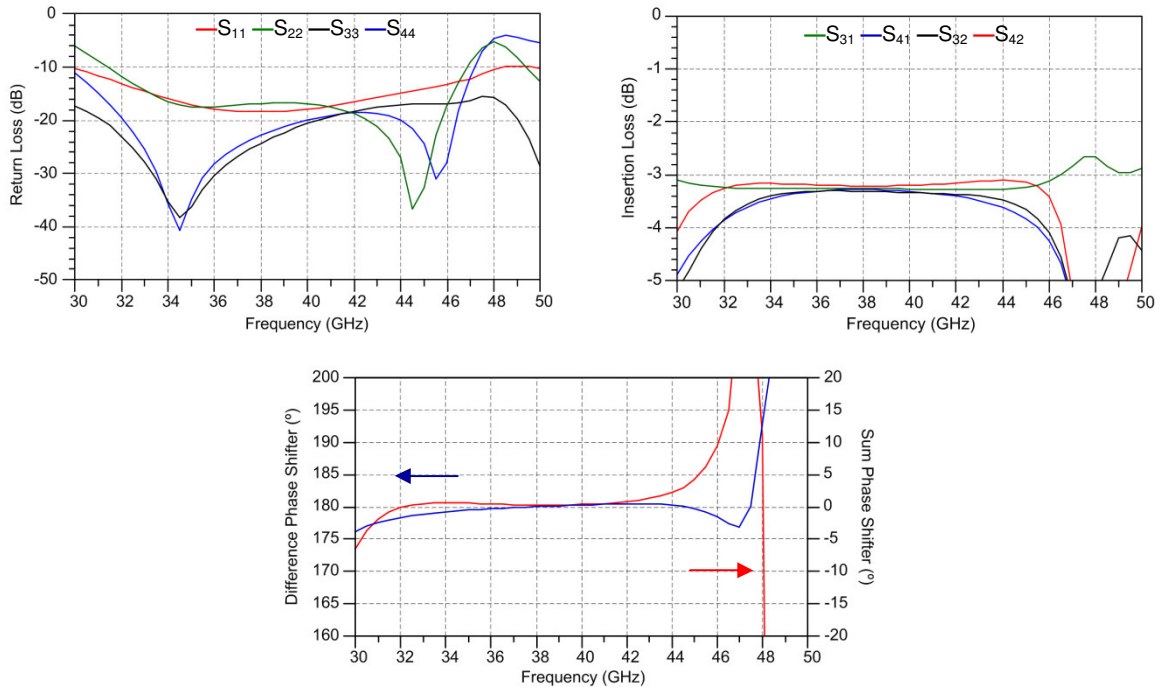 S11 S22 S33 S44
0
-10
-20
-30
-40
-50
Return Loss (dB)
30 32 34 36 38 40 42 44 46 48 50
Frequency (GHz)
S31 S41 S32 S42
0
-1
-2
-3
-4
-5
Insertion Loss (dB)
30 32 34 36 38 40 42 44 46 48 50
Frequency (GHz)
200
195
190
185
180
175
170
165
160
Difference Phase Shifter (º)
20
15
10
5
0
-5
-10
-15
-20
Sum Phase Shifter (º)
30 32 34 36 38 40 42 44 46 48 50
Frequency (GHz)